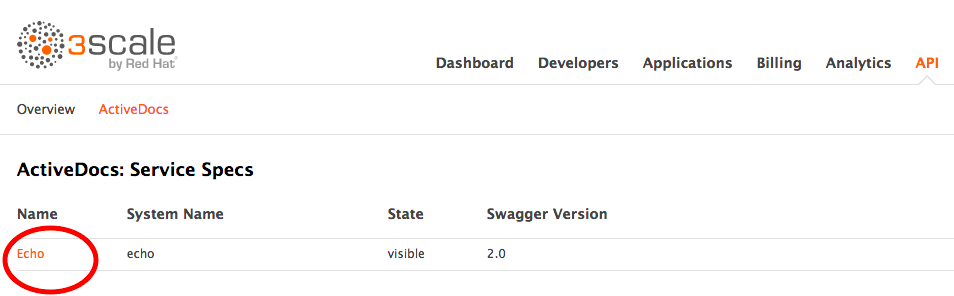 3scale
by Red Hat®
Dashboard Developers Applications Billing Analytics API
Overview ActiveDocs
ActiveDocs: Service Specs
Name System Name State Swagger Version
Echo echo visible 2.0